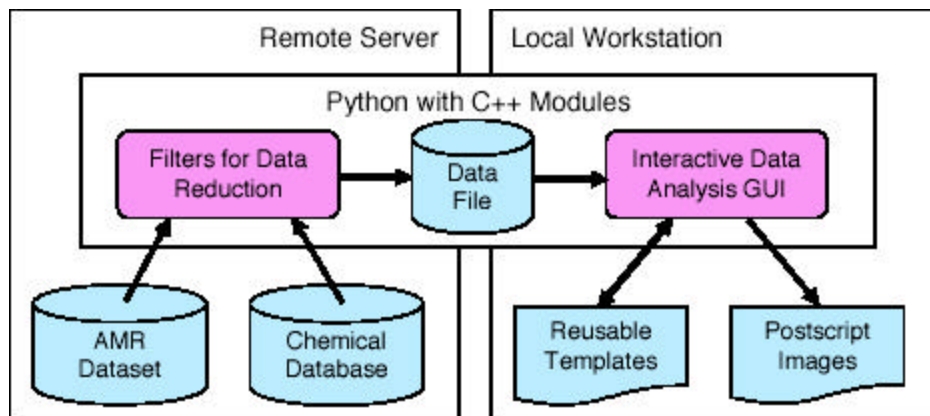 Remote Server
Local Workstation
Python with C++ Modules
Filters for Data
Reduction
Data
File
Interactive Data
Analysis GUI
AMR
Dataset
Chemical
Database
Reusable
Templates
Postscript
Images